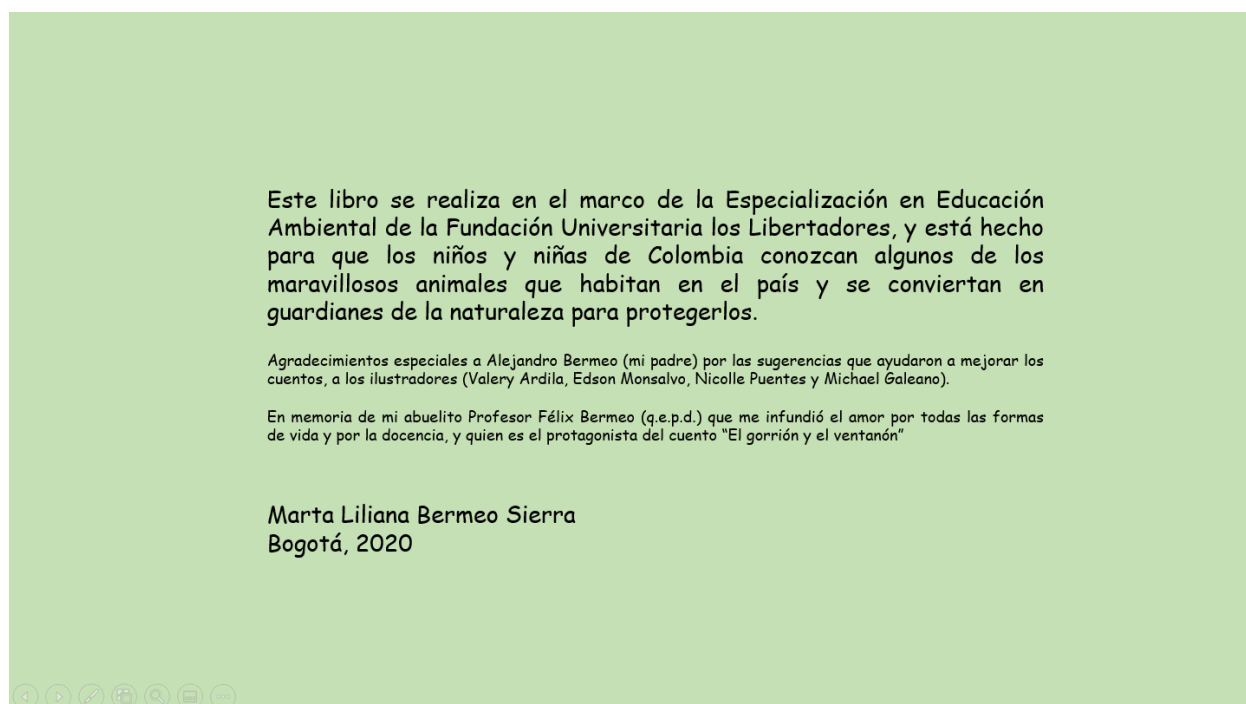 Este libro se realiza en el marco de la Especialización en Educación
Ambiental de la Fundación Universitaria los Libertadores, y está hecho
para que los niños y niñas de Colombia conozcan algunos de los
maravillosos animales que habitan en el país y se conviertan en
guardianes de la naturaleza para protegerlos.
Agradecimientos especiales a Alejandro Bermeo (mi padre) por las sugerencias que ayudaron a mejorar los
cuentos, a los ilustradores (Valery Ardila, Edson Monsalvo, Nicolle Puentes y Michael Galeano).
En memoria de mi abuelito Profesor Félix Bermeo (q.e.p.d.) que me infundió el amor por todas las formas
de vida y por la docencia, y quien es el protagonista del cuento “El gorrión y el ventanón”
Marta Liliana Bermeo Sierra
Bogotá, 2020